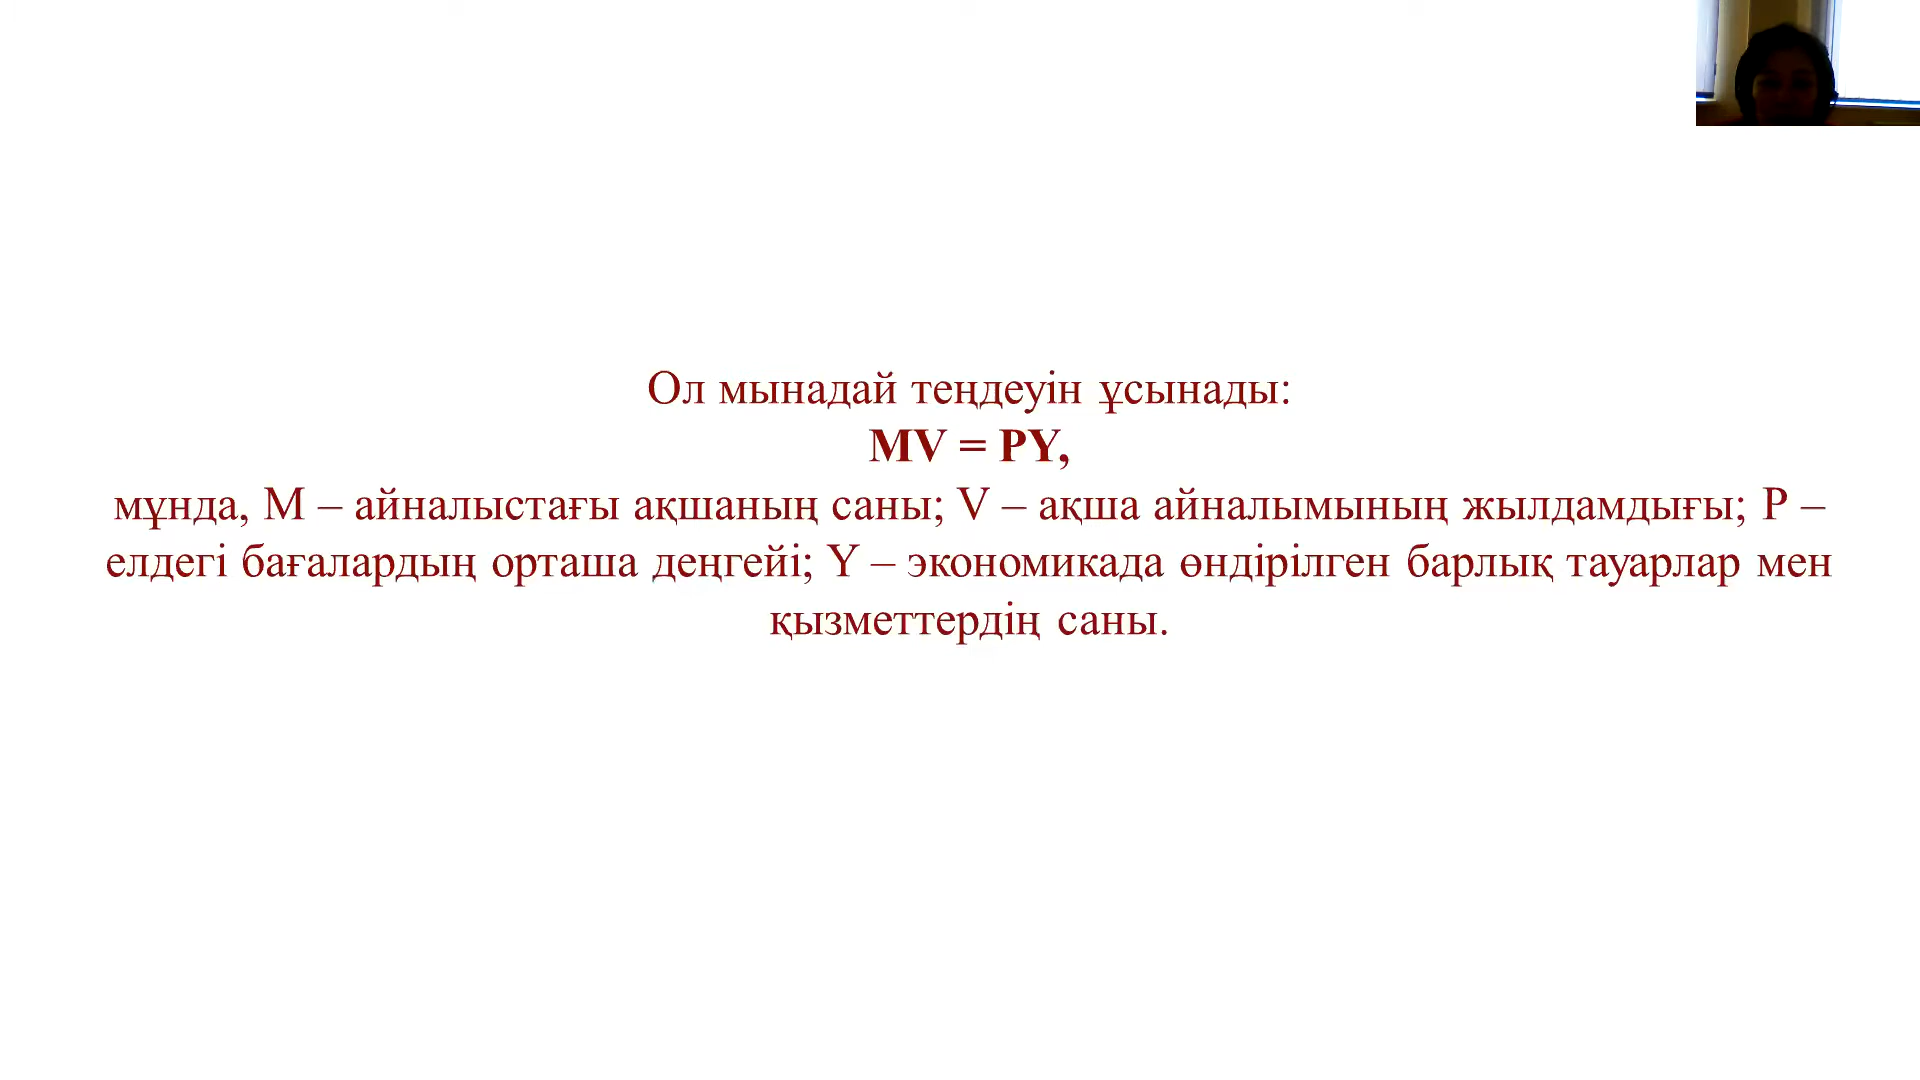 Ол мынадай теңдеуін ұсынады:
MV = PY,
мұнда, М – айналыстағы ақшаның саны; V – ақша айналымының жылдамдығы; Р –
елдегі бағалардың орташа деңгейі; Y – экономикада өндірілген барлық тауарлар мен
қызметтердің саны.